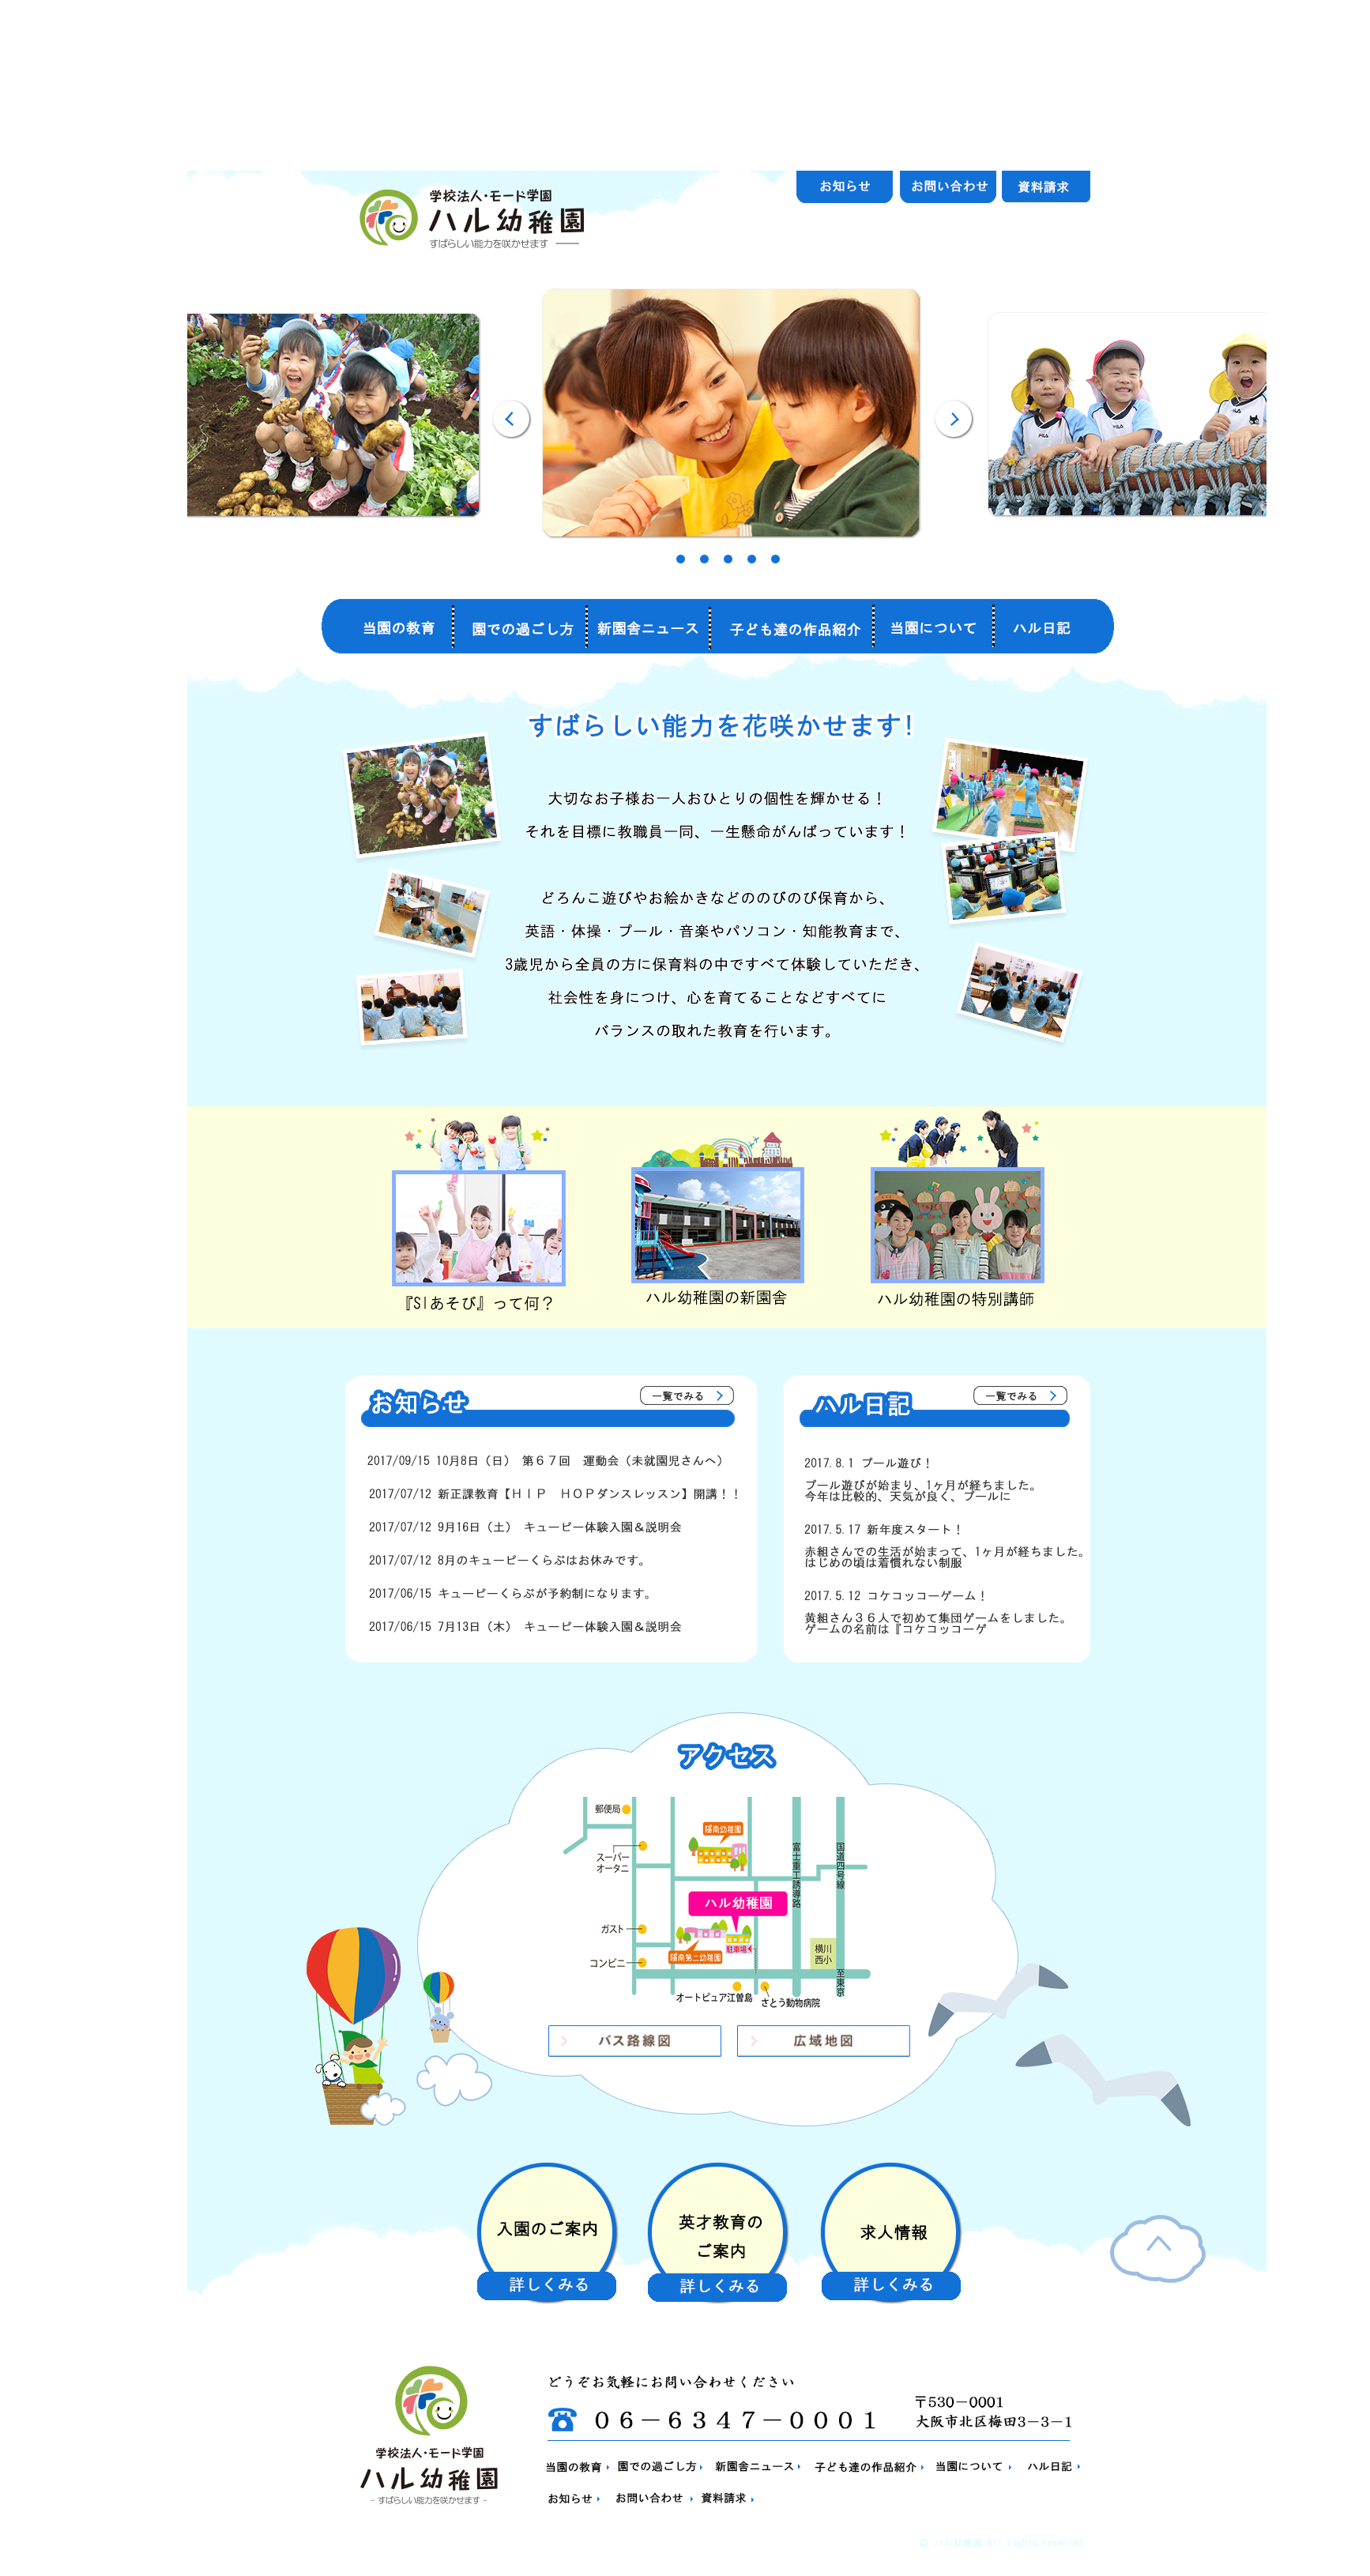 学校法人・モード学園
ハル幼稚園
すばらしい能力を咲かせます
お知らせ
お問い合わせ
資料請求
当園の教育
園での過ごし方
新園舎ニュース
子ども達の作品紹介
当園について
ハル日記
すばらしい能力を花咲かせます!
大切なお子様お一人おひとりの個性を輝かせる！
それを目標に教職員一同、一生懸命がんばっています！
どろんこ遊びやお絵かきなどののびのび保育から、
英語・体操・プール・音楽やパソコン・知能教育まで、
3歳児から全員の方に保育料の中ですべて体験していただき、
社会性を身につけ、心を育てることなどすべてに
バランスの取れた教育を行います。
『SIあそび』って何？
ハル幼稚園の新園舎
ハル幼稚園の特別講師
お知らせ
一覧でみる
2017/09/15 10月8日（日） 第６７回　運動会（未就園児さんへ）
2017/07/12 新正課教育【ＨＩＰ　ＨＯＰダンスレッスン】開講！！
2017/07/12 9月16日（土） キューピー体験入園＆説明会
2017/07/12 8月のキューピーくらぶはお休みです。
2017/06/15 キューピーくらぶが予約制になります。
2017/06/15 7月13日（木） キューピー体験入園＆説明会
ハル日記
一覧でみる
2017.8.1 プール遊び！
プール遊びが始まり、1ヶ月が経ちました。
今年は比較的、天気が良く、プールに
2017.5.17 新年度スタート！
赤組さんでの生活が始まって、1ヶ月が経ちました。
はじめの頃は着慣れない制服
2017.5.12 コケコッコーゲーム！
黄組さん３６人で初めて集団ゲームをしました。
ゲームの名前は『コケコッコーゲ
アクセス
郵便局
スーパー
オータニ
陽南幼稚園
富士重工誘導路
国道四号線
ハル幼稚園
ガスト
駐車場
陽南第二幼稚園
コンビニ
横川
西小
至東京
オートピュア江曽島
さとう動物病院
バス路線図
広域地図
入園のご案内
詳しくみる
英才教育の
ご案内
詳しくみる
求人情報
詳しくみる
学校法人・モード学園
ハル幼稚園
- すばらしい能力を咲かせます -
どうぞお気軽にお問い合わせください
０６－６３４７－０００１
〒530－0001
大阪市北区梅田3－3－1
当園の教育
園での過ごし方
新園舎ニュース
子ども達の作品紹介
当園について
ハル日記
お知らせ
お問い合わせ
資料請求
© ハル幼稚園 All rights reserved.